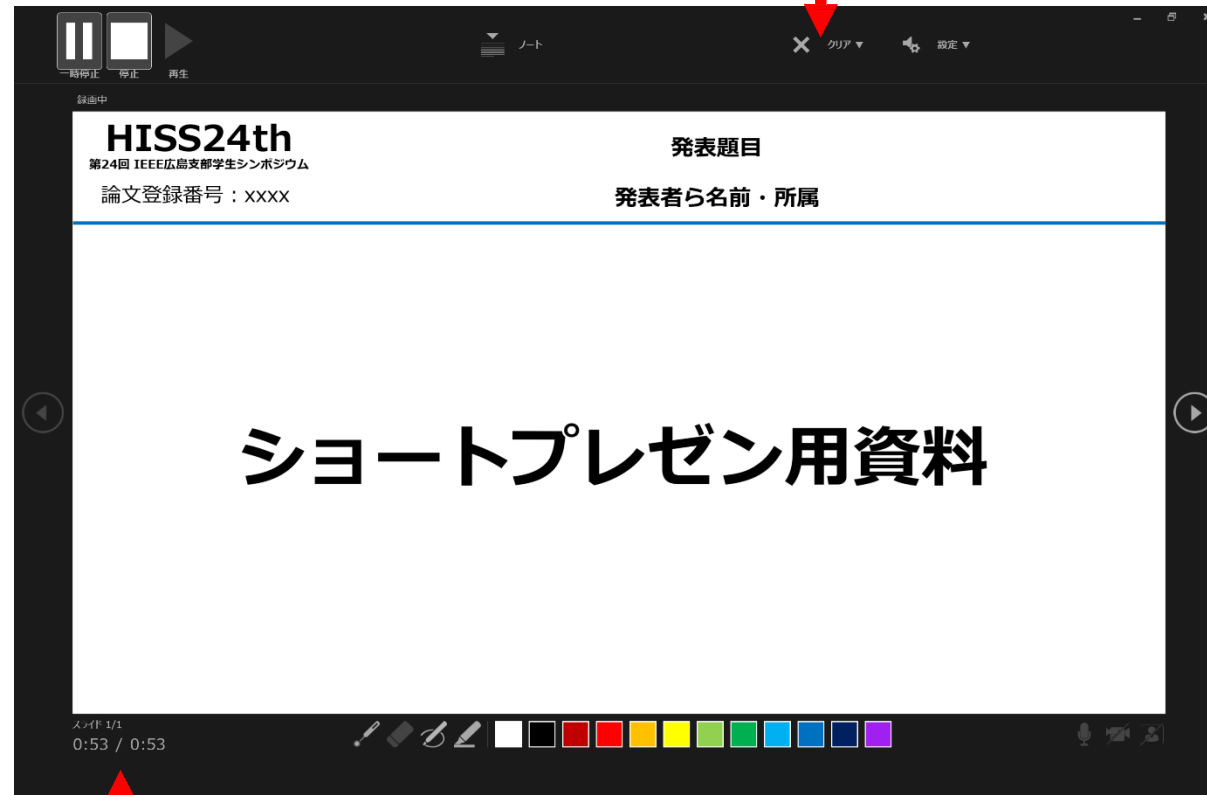 一時停止 停止 再生
ノート
クリア ▼
設定 ▼
録画中
HISS24th
第24回 IEEE広島支部学生シンポジウム
論文登録番号：xxxx
発表題目
発表者ら名前・所属
ショートプレゼン用資料
スライド 1/1
0:53 / 0:53